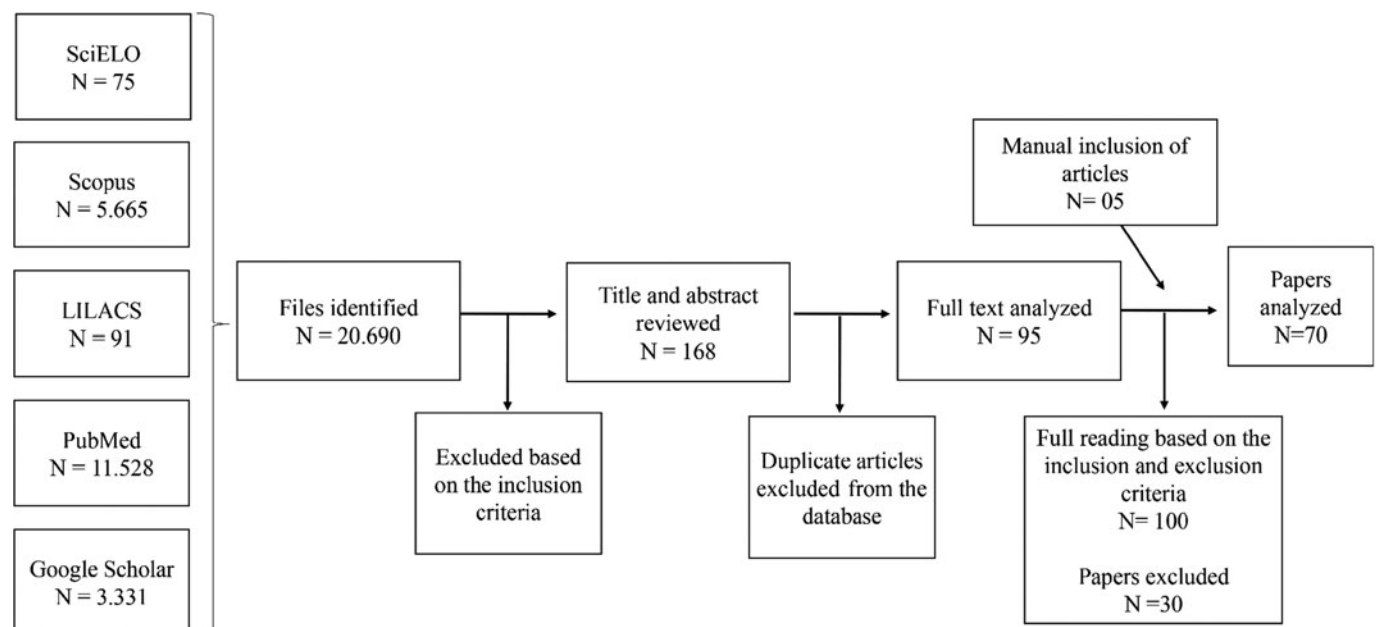 SciELO
N = 75
Scopus
N = 5.665
LILACS
N = 91
PubMed
N = 11.528
Google Scholar
N = 3.331
Files identified
N = 20.690
Excluded based
on the inclusion
criteria
Title and abstract
reviewed
N = 168
Duplicate articles
excluded from the
database
Full text analyzed
N = 95
Manual inclusion of
articles
N= 05
Full reading based on the
inclusion and exclusion
criteria
N= 100
Papers excluded
N =30
Papers
analyzed
N=70